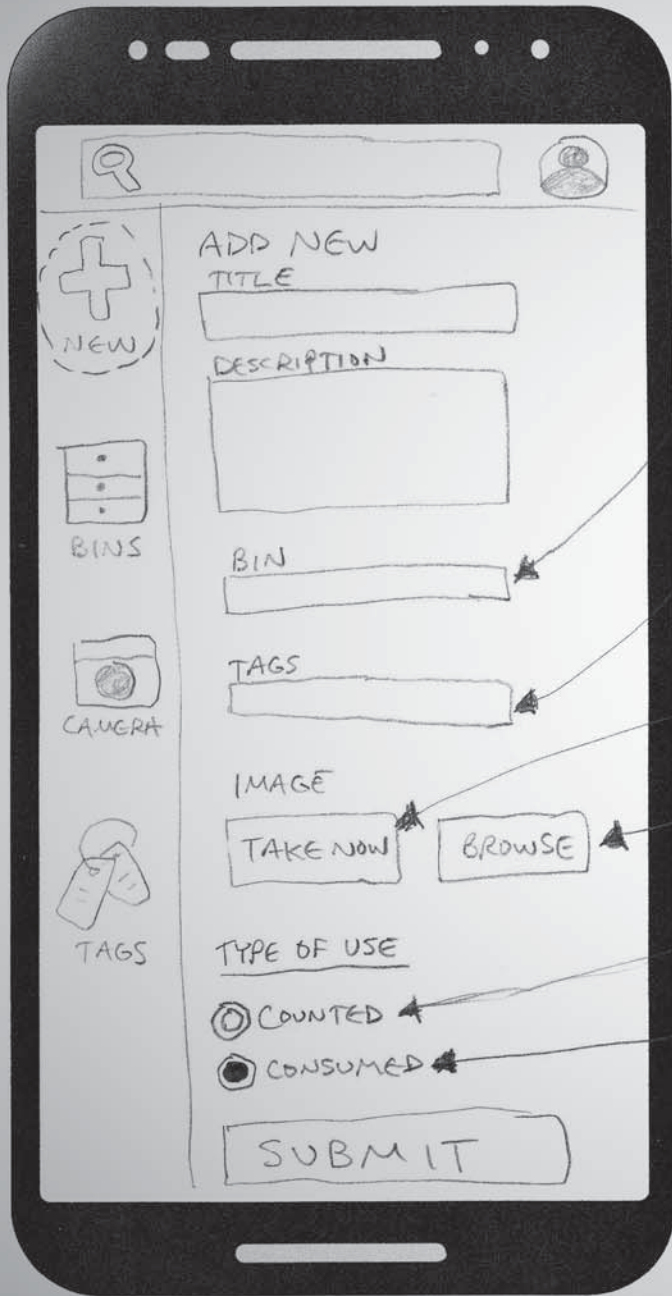 NEW
BINS
CAMERA
TAGS
ADD NEW
TITLE
DESCRIPTION
BIN
TAGS
IMAGE
TAKE NOW
BROWSE
TYPE OF USE
COUNTED
CONSUMED
SUBMIT